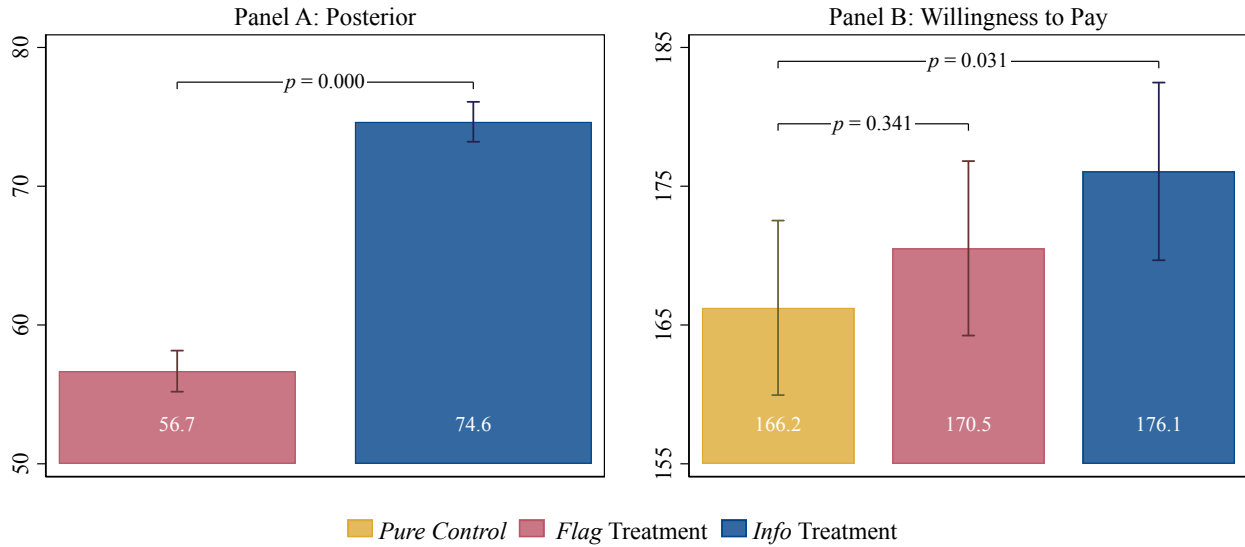 Panel A: Posterior
80
70
60
50
p = 0.000
56.7
74.6
Panel B: Willingness to Pay
185
175
165
155
p = 0.031
p = 0.341
166.2
170.5
176.1
Pure Control Flag Treatment Info Treatment